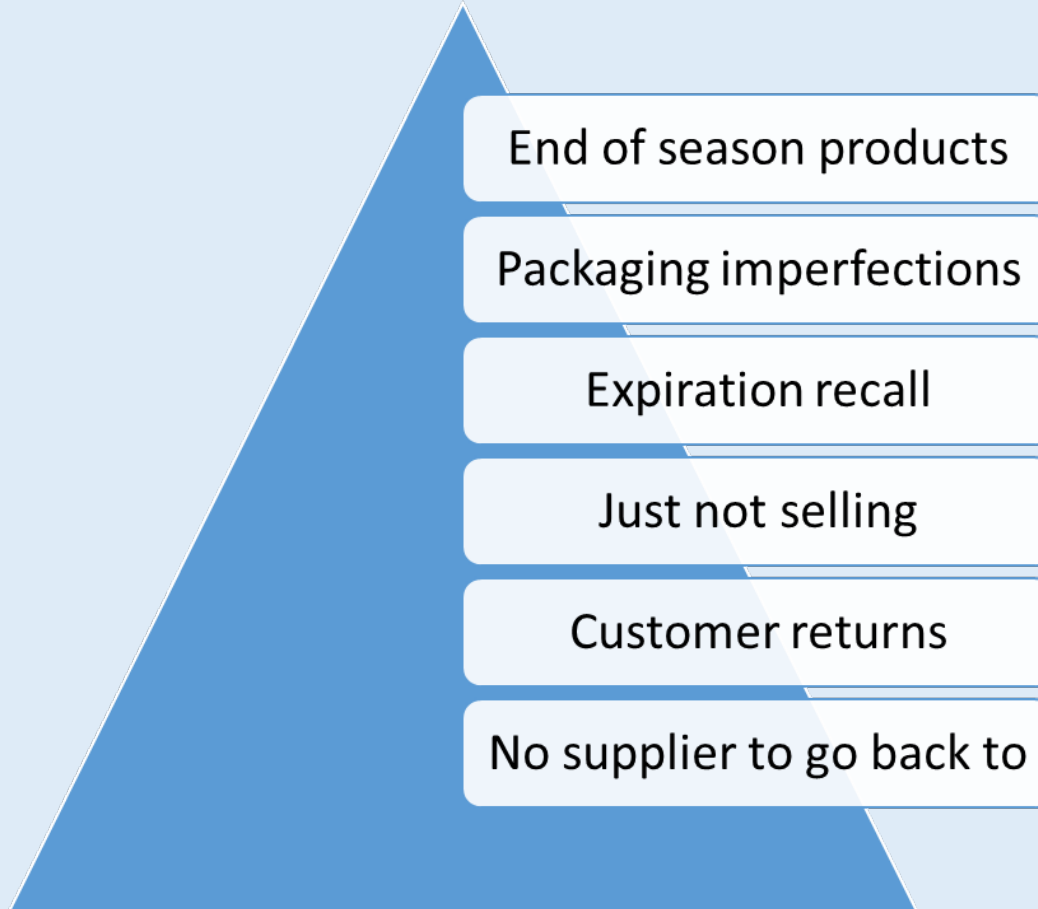 End of season products
Packaging imperfections
Expiration recall
Just not selling
Customer returns
No supplier to go back to